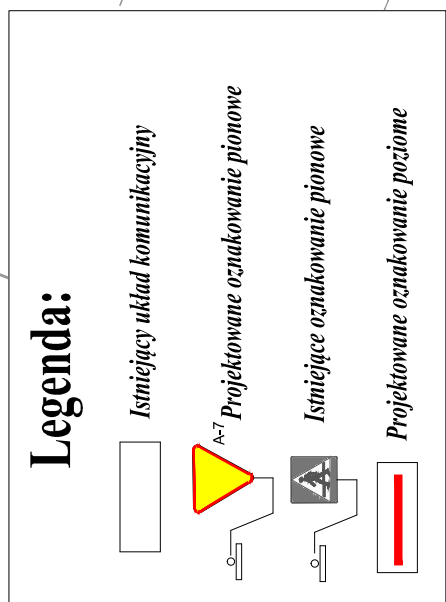 Legenda:
Istniejący układ komunikacyjny
A-7
Projektowane oznakowanie pionowe
Istniejące oznakowanie pionowe
Projektowane oznakowanie poziome